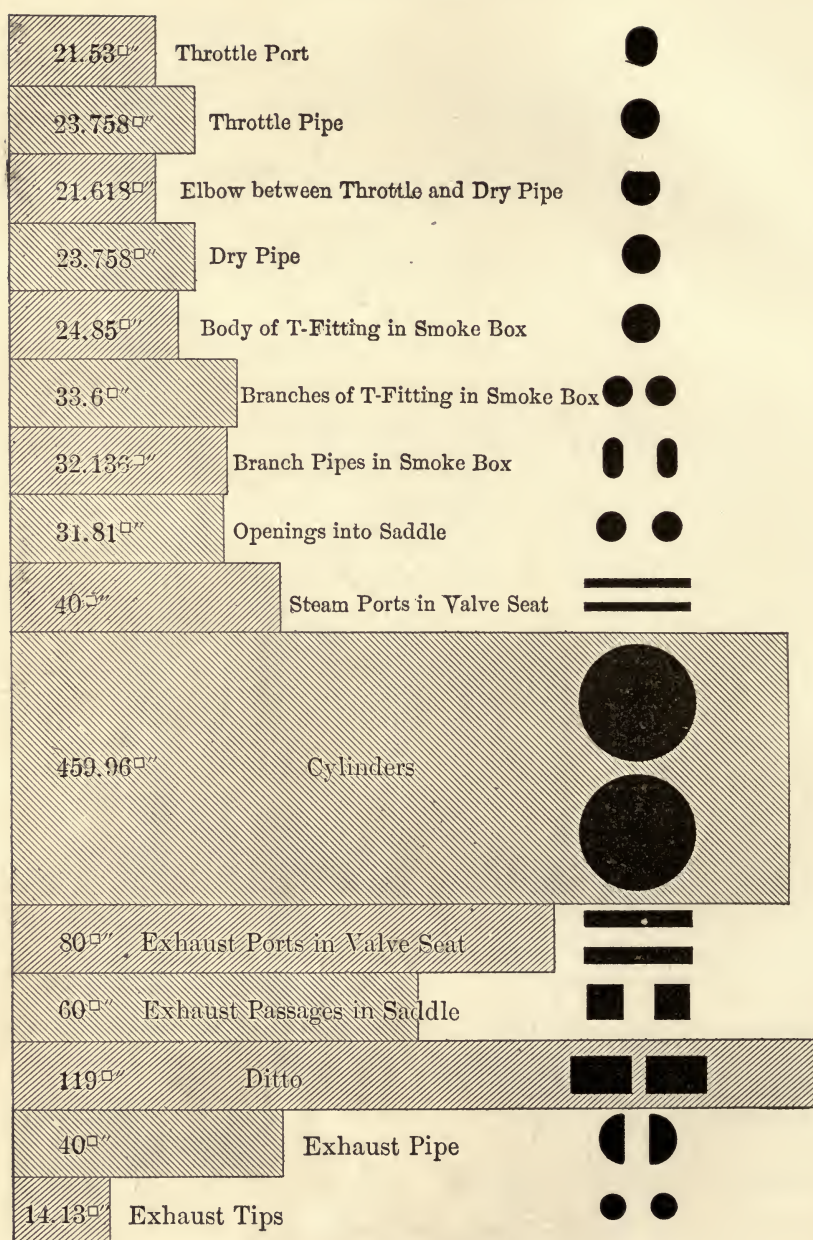 21.53□″ Throttle Port
23.758□″ Throttle Pipe
21.618□″ Elbow between Throttle and Dry Pipe
23.758□″ Dry Pipe
24.85□″ Body of T-Fitting in Smoke Box
33.6□″ Branches of T-Fitting in Smoke Box
32.136□″ Branch Pipes in Smoke Box
31.81□″ Openings into Saddle
40□″ Steam Ports in Valve Seat
459.96□″ Cylinders
80□″ Exhaust Ports in Valve Seat
60□″ Exhaust Passages in Saddle
119□″ Ditto
40□″ Exhaust Pipe
14.13□″ Exhaust Tips